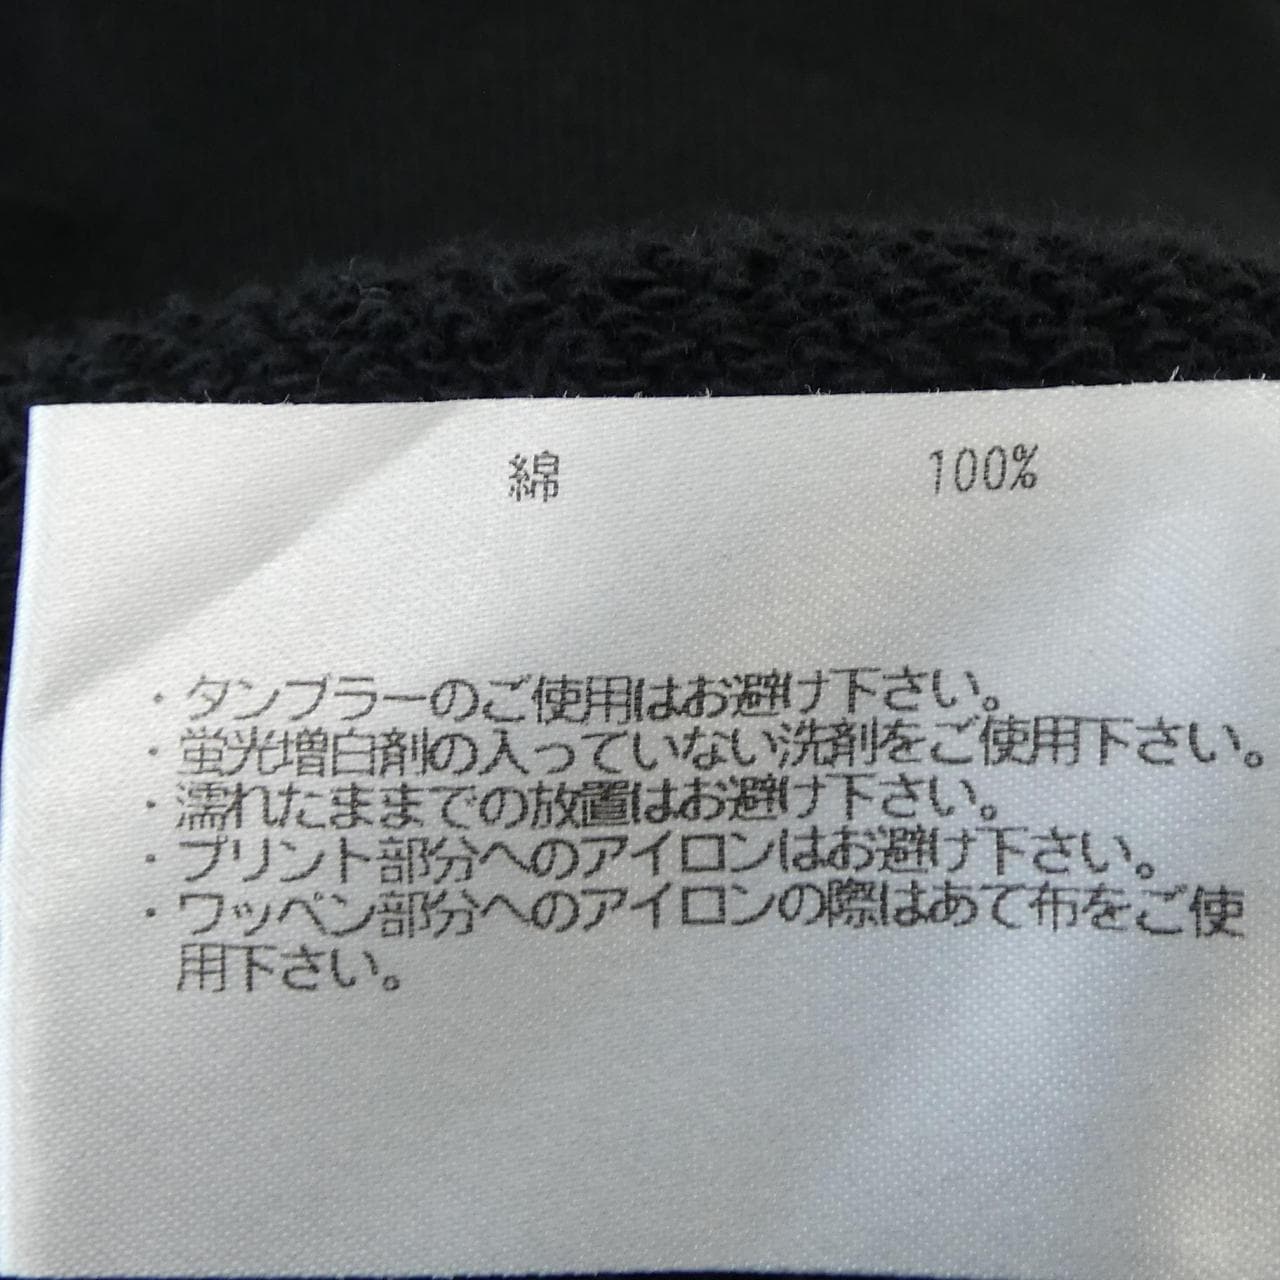 綿 100%
・タンブラーのご使用はお避け下さい。
・蛍光増白剤の入っていない洗剤をご使用下さい。
・濡れたままでの放置はお避け下さい。
・プリント部分へのアイロンはお避け下さい。
・ワッペン部分へのアイロンの際はあて布をご使
用下さい。